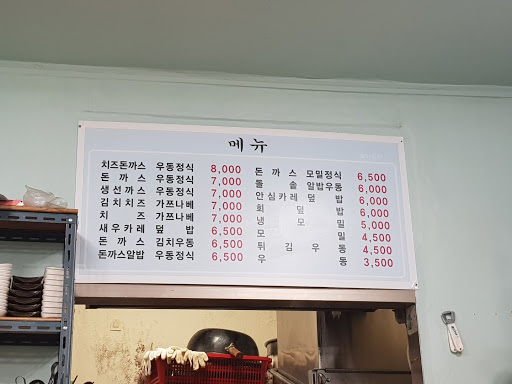 메뉴
치즈돈까스 우동정식 8,000
돈까스 우동정식 7,000
생선까스 우동정식 7,000
김치치즈 가쯔나베 7,000
치즈 가쯔나베 7,000
새우카레 덮밥 6,500
돈까스 김치우동 6,500
돈까스알밥 우동정식 6,500
돈까스모밀정식 6,500
돌솥알밥우동 6,000
안심카레덮밥 6,000
회덮밥 6,000
냉모밀 5,000
모밀 4,500
튀김우동 4,500
우동 3,500